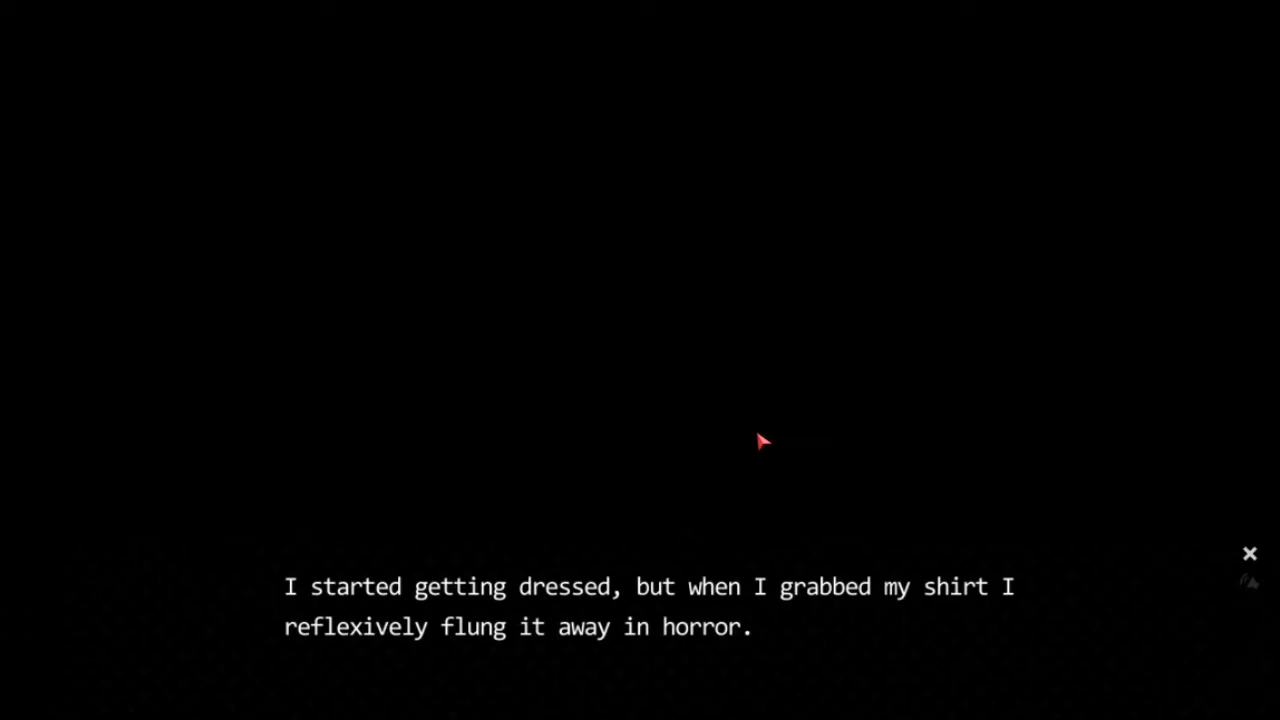 I started getting dressed, but when I grabbed my shirt I
reflexively flung it away in horror.